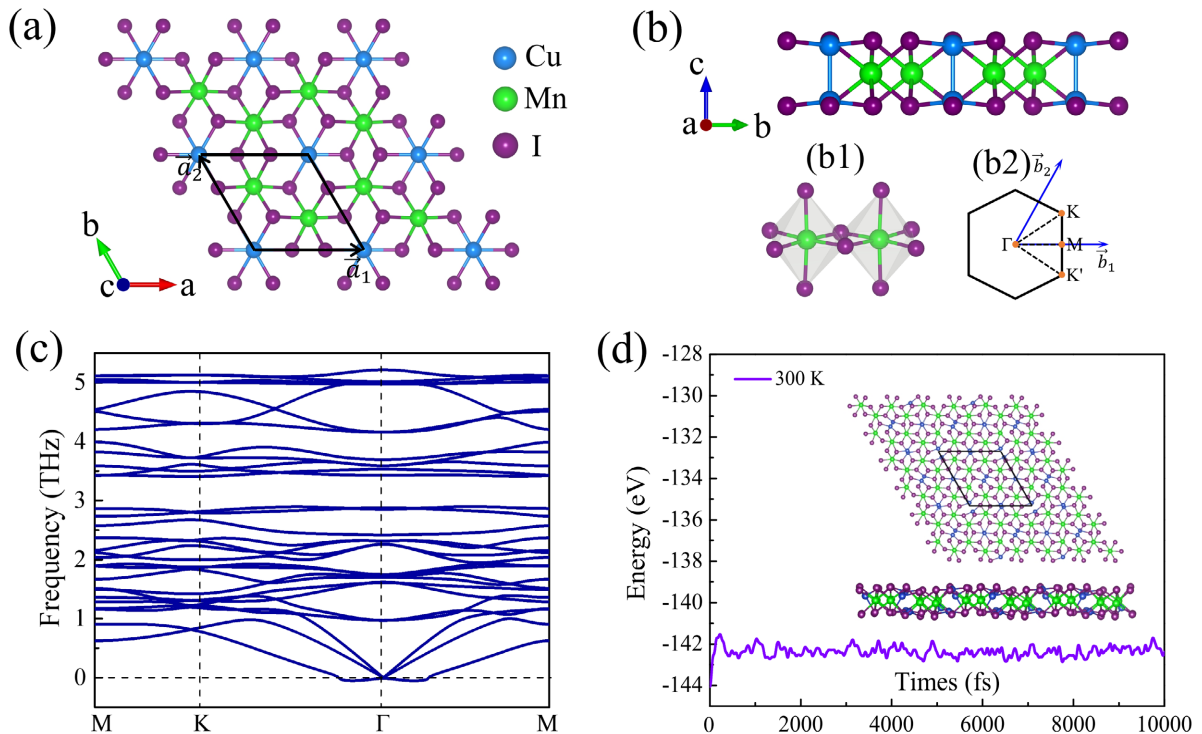 (a)
Cu
Mn
I
a⃗₂
a⃗₁
b
c
a
(b)
c
a
b
(b1)
(b2)
b⃗₂
K
Γ
M
b⃗₁
K'
(c)
Frequency (THz)
5
4
3
2
1
0
M
K
Γ
M
(d)
Energy (eV)
-128
-130
-132
-134
-136
-138
-140
-142
-144
300 K
Times (fs)
0
2000
4000
6000
8000
10000